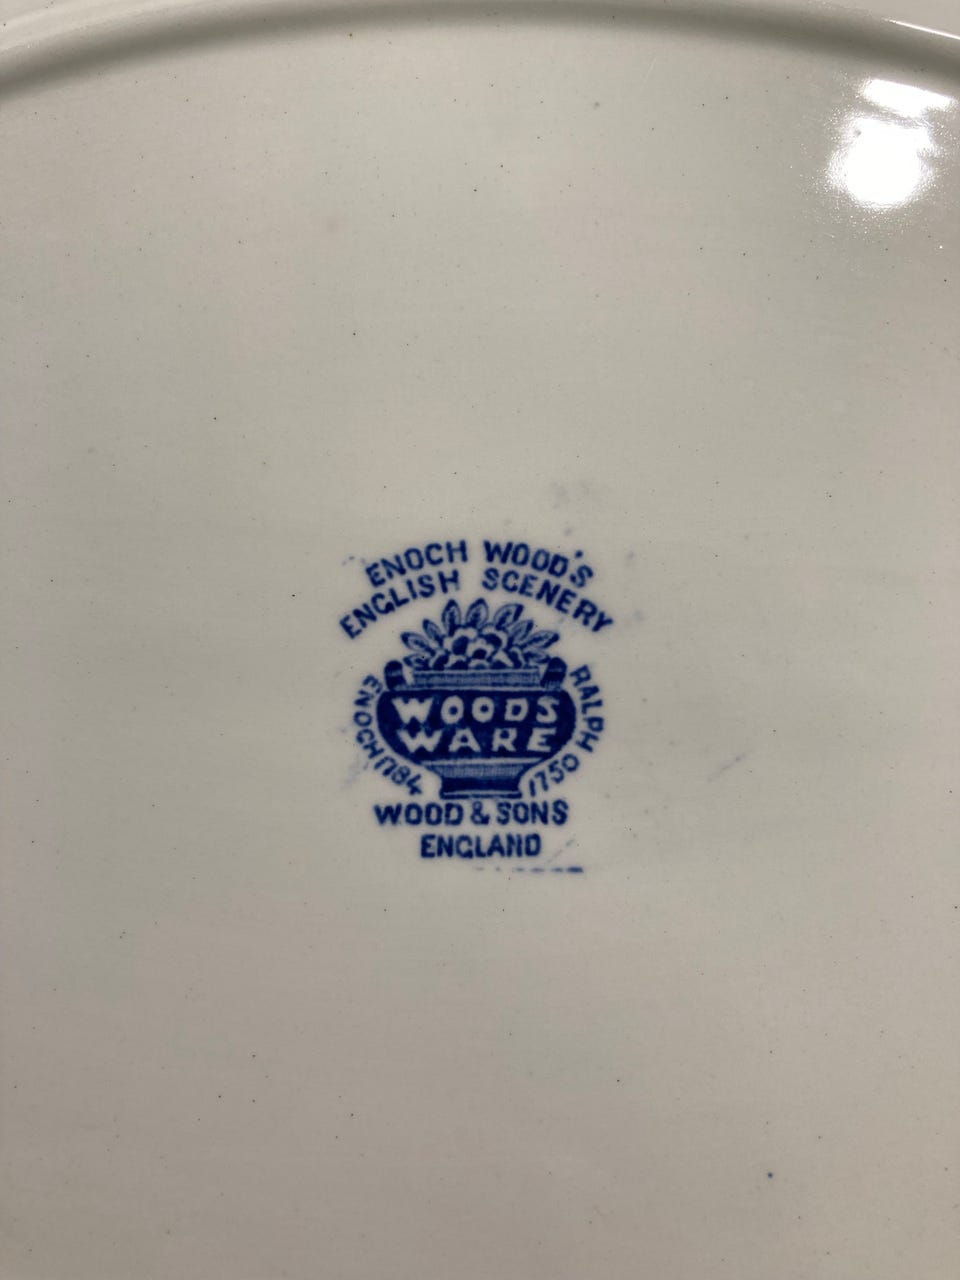 ENOCH WOOD'S
ENGLISH SCENERY
ENOCH 1784
RALPH 1750
WOODS
WARE
WOOD & SONS
ENGLAND